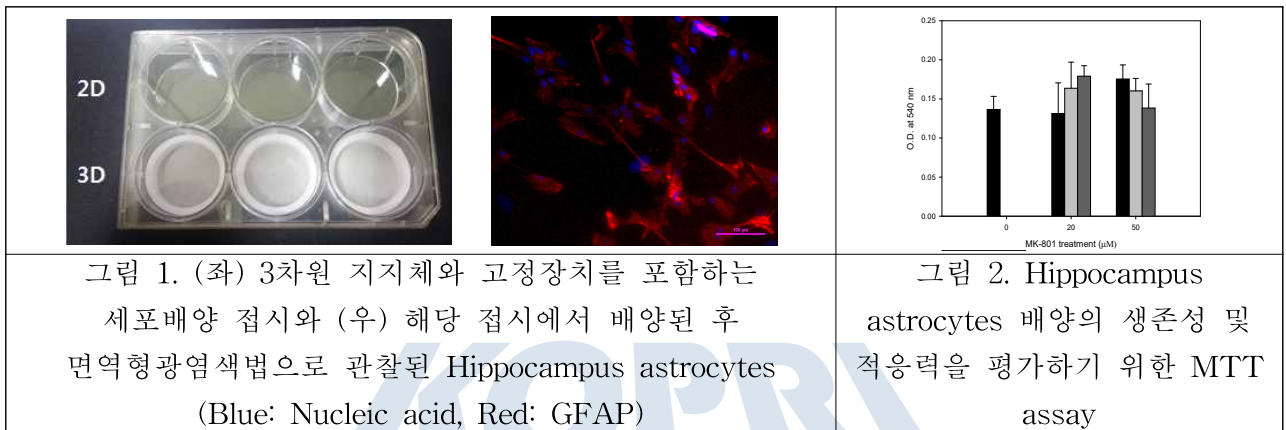 2D
3D
100 μm
0.25
0.20
0.15
0.10
0.05
0.00
O.D. at 540 nm
0
20
50
MK-801 treatment (μM)
그림 1. (좌) 3차원 지지체와 고정장치를 포함하는
세포배양 접시와 (우) 해당 접시에서 배양된 후
면역형광염색법으로 관찰된 Hippocampus astrocytes
(Blue: Nucleic acid, Red: GFAP)
그림 2. Hippocampus
astrocytes 배양의 생존성 및
적응력을 평가하기 위한 MTT
assay
KOPRI